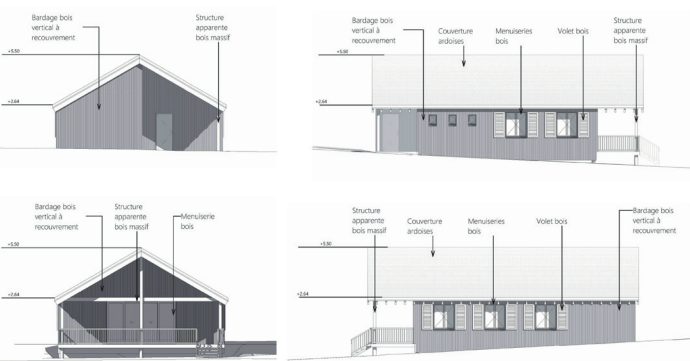 Bardage bois
vertical à
recouvrement
Structure
apparente
bois massif
+5.50
+2.64
Bardage bois
vertical à
recouvrement
Couverture
ardoises
Menuiseries
bois
Volet bois
Structure
apparente
bois massif
+5.50
+2.64
Bardage bois
vertical à
recouvrement
Structure
apparente
bois massif
Menuiserie
bois
+5.50
+2.64
Structure
apparente
bois massif
Couverture
ardoises
Menuiseries
bois
Volet bois
Bardage bois
vertical à
recouvrement
+5.50
+2.64